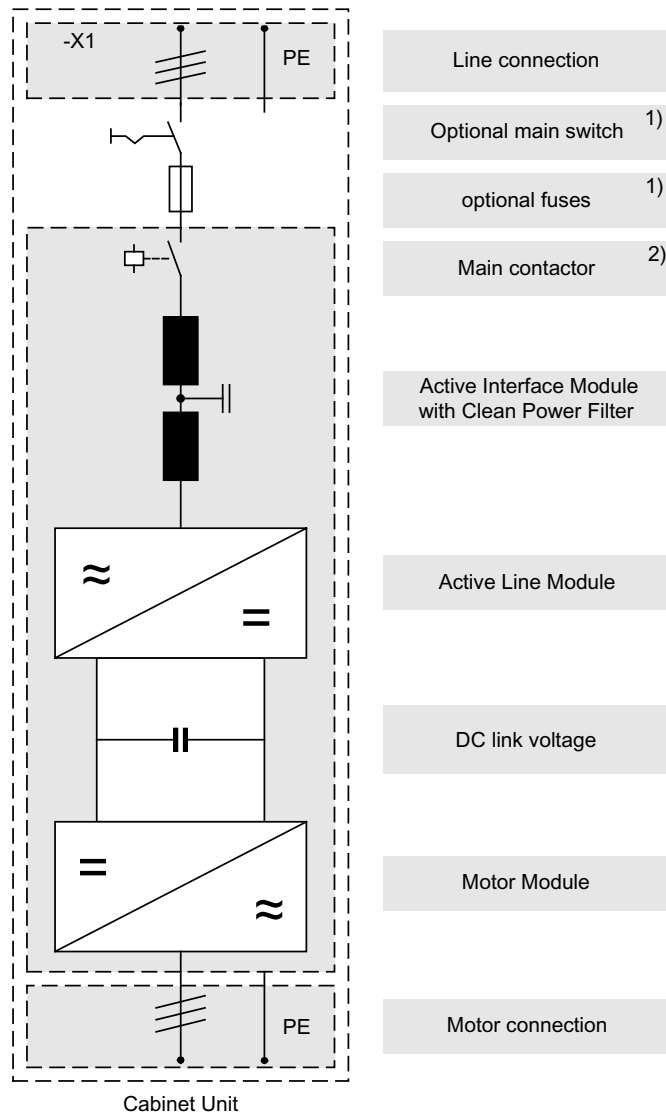 -X1
PE
Line connection
Optional main switch 1)
optional fuses 1)
Main contactor 2)
Active Interface Module
with Clean Power Filter
≈
=
Active Line Module
DC link voltage
=
≈
Motor Module
PE
Motor connection
Cabinet Unit